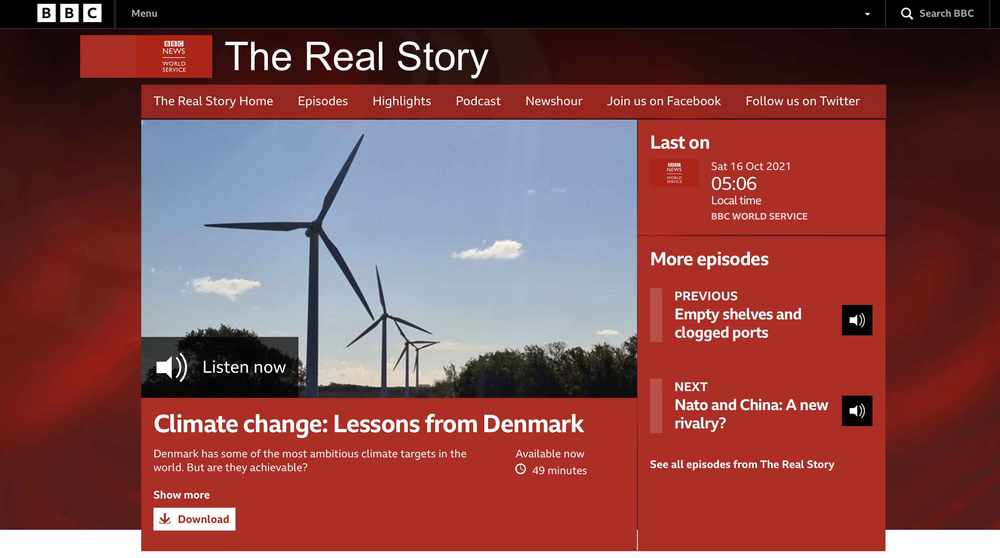 BBC
Menu
Search BBC
BBC
NEWS
WORLD
SERVICE
The Real Story
The Real Story Home
Episodes
Highlights
Podcast
Newshour
Join us on Facebook
Follow us on Twitter
Listen now
Climate change: Lessons from Denmark
Denmark has some of the most ambitious climate targets in the
world. But are they achievable?
Available now
49 minutes
Show more
Download
Last on
BBC
NEWS
WORLD
SERVICE
Sat 16 Oct 2021
05:06
Local time
BBC WORLD SERVICE
More episodes
PREVIOUS
Empty shelves and
clogged ports
NEXT
Nato and China: A new
rivalry?
See all episodes from The Real Story